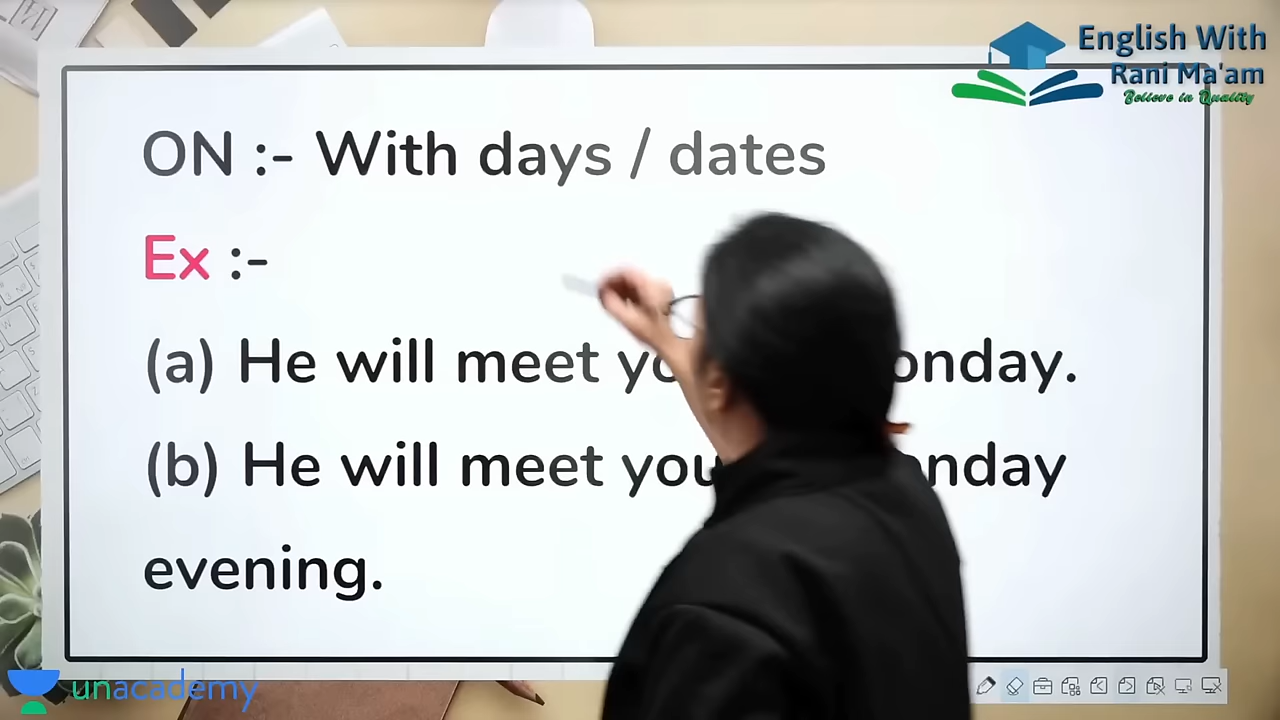 English With
Rani Ma'am
Believe in Quality
ON :- With days / dates
Ex :-
(a) He will meet onday.
(b) He will meet you nday
evening.
unacademy